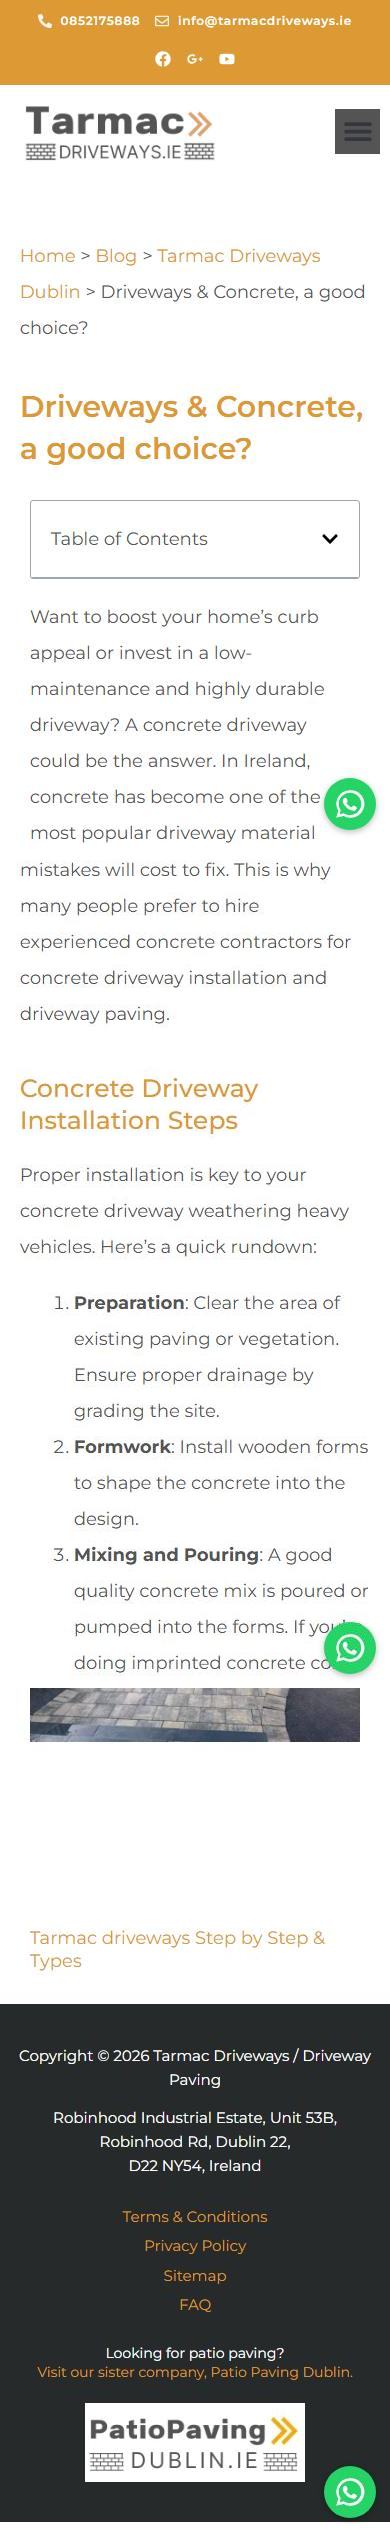 0852175888 info@tarmacdriveways.ie
Tarmac
DRIVEWAYS.IE
Home > Blog > Tarmac Driveways
Dublin > Driveways & Concrete, a good
choice?
Driveways & Concrete,
a good choice?
Table of Contents
Want to boost your home’s curb
appeal or invest in a low-
maintenance and highly durable
driveway? A concrete driveway
could be the answer. In Ireland,
concrete has become one of the
most popular driveway material
mistakes will cost to fix. This is why
many people prefer to hire
experienced concrete contractors for
concrete driveway installation and
driveway paving.
Concrete Driveway
Installation Steps
Proper installation is key to your
concrete driveway weathering heavy
vehicles. Here’s a quick rundown:
1. Preparation: Clear the area of
existing paving or vegetation.
Ensure proper drainage by
grading the site.
2. Formwork: Install wooden forms
to shape the concrete into the
design.
3. Mixing and Pouring: A good
quality concrete mix is poured or
pumped into the forms. If
doing imprinted concrete
Tarmac driveways Step by Step &
Types
Copyright © 2026 Tarmac Driveways / Driveway
Paving
Robinhood Industrial Estate, Unit 53B,
Robinhood Rd, Dublin 22,
D22 NY54, Ireland
Terms & Conditions
Privacy Policy
Sitemap
FAQ
Looking for patio paving?
Visit our sister company, Patio Paving Dublin.
PatioPaving
DUBLIN.IE